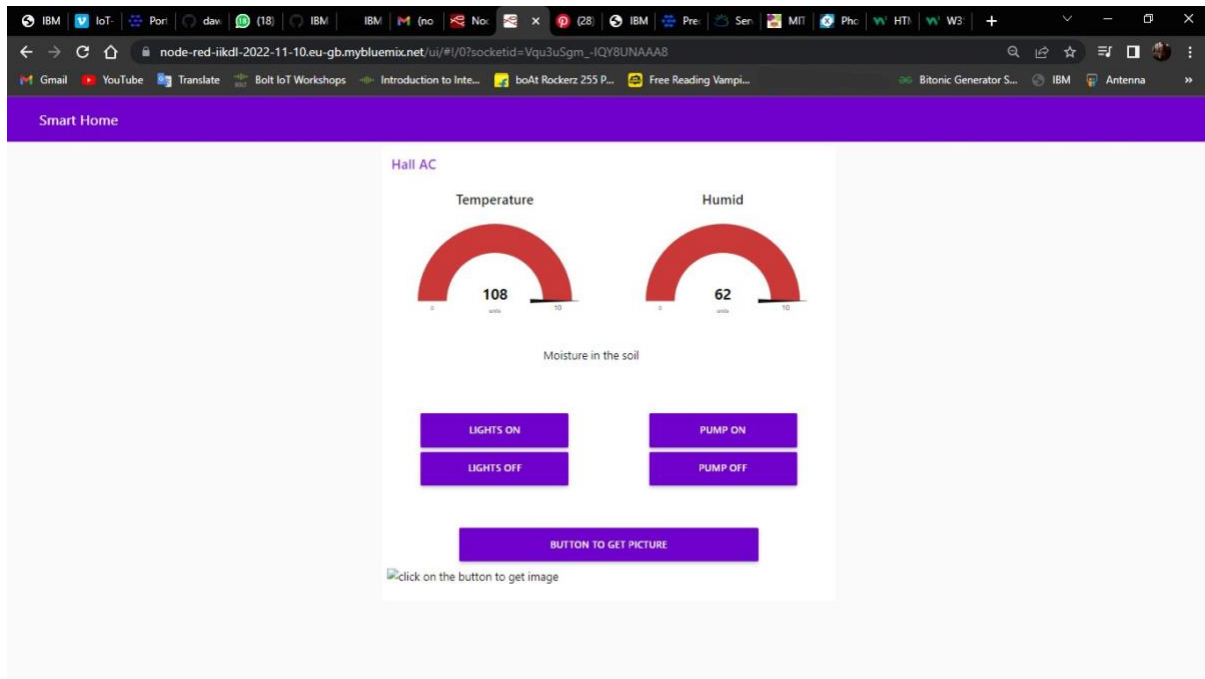 IBM IoT- Port daw (18) IBM IBM (no Noc (28) IBM Pre Sen MIT Pho HTM W3
node-red-iikdl-2022-11-10.eu-gb.mybluemix.net/ui/#!/0?socketid=Vqu3uSgm_-IQY8UNAAA8
Gmail YouTube Translate Bolt IoT Workshops Introduction to Inte... boAt Rockerz 255 P... Free Reading Vampi... Bitonic Generator S... IBM Antenna »
Smart Home
Hall AC
Temperature Humid
108 62
0 units 10 0 units 10
Moisture in the soil
LIGHTS ON PUMP ON
LIGHTS OFF PUMP OFF
BUTTON TO GET PICTURE
click on the button to get image